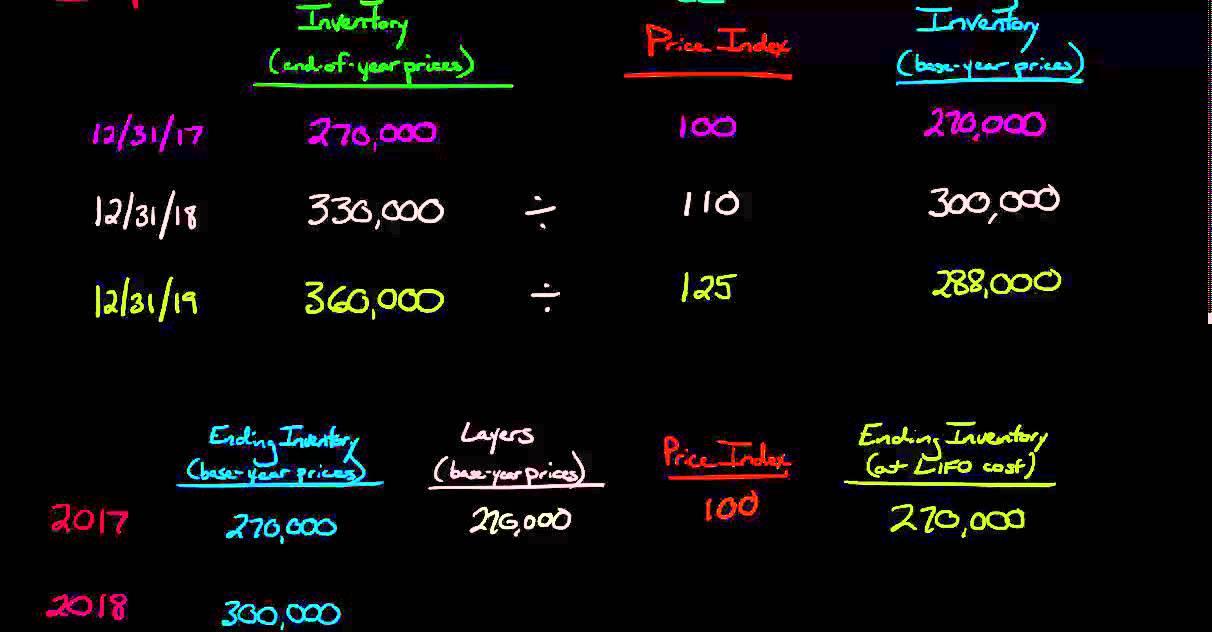 Inventory Price Index Inventory
(end-of-year prices) (base-year prices)
12/31/17 270,000 100 270,000
12/31/18 330,000 ÷ 110 300,000
12/31/19 360,000 ÷ 125 288,000
Ending Inventory Layers Price Index Ending Inventory
(base-year prices) (base-year prices) (at LIFO cost)
2017 270,000 270,000 100 270,000
2018 300,000